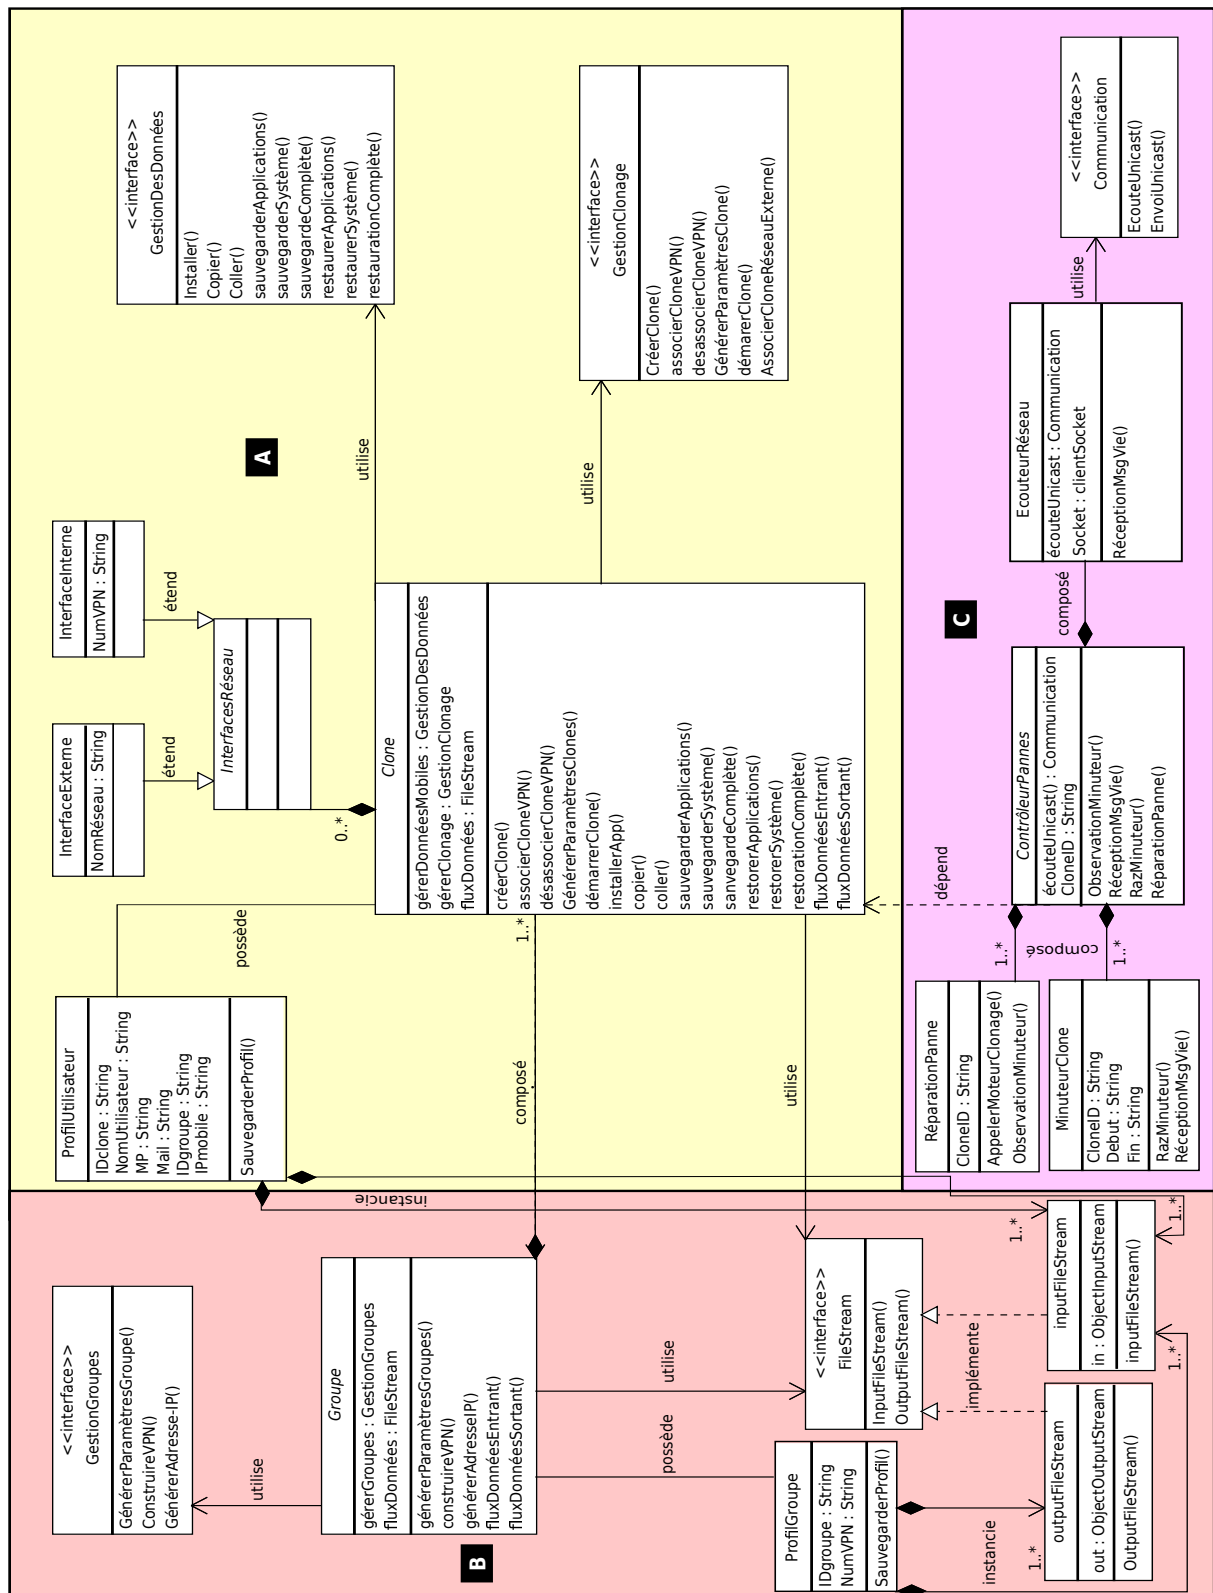 <<interface>>
GestionGroupes
GénérerParamètresGroupe()
ConstruireVPN()
GénérerAdresse-IP()
utilise
Groupe
gérerGroupes : GestionGroupes
fluxDonnées : FileStream
générerParamètresGroupes()
construireVPN()
générerAdresseIP()
fluxDonnéesEntrant()
fluxDonnéesSortant()
B
possède
utilise
ProfilGroupe
IDgroupe : String
NumVPN : String
SauvegarderProfil()
<<interface>>
FileStream
InputFileStream()
OutputFileStream()
implémente
instancie
1..*
outputFileStream
out : ObjectOutputStream
OutputFileStream()
1..*
inputFileStream
in : ObjectInputStream
inputFileStream()
1..*
1..*
instancie
ProfilUtilisateur
IDclone : String
NomUtilisateur : String
MP : String
Mail : String
IDgroupe : String
IPmobile : String
SauvegarderProfil()
possède
composé
1..*
utilise
InterfaceExterne
NomRéseau : String
étend
InterfaceInterne
NumVPN : String
étend
InterfacesRéseau
0..*
Clone
gérerDonnéesMobiles : GestionDesDonnées
gérerClonage : GestionClonage
fluxDonnées : FileStream
créerClone()
associerCloneVPN()
désassocierCloneVPN()
GénérerParamètresClones()
démarrerClone()
installerApp()
copier()
coller()
sauvegarderApplications()
sauvegarderSystème()
sanvegardeComplète()
restorerApplications()
restorerSystème()
restorationComplète()
fluxDonnéesEntrant()
fluxDonnéesSortant()
A
utilise
<<interface>>
GestionDesDonnées
Installer()
Copier()
Coller()
sauvegarderApplications()
sauvegarderSystème()
sauvegardeComplète()
restaurerApplications()
restaurerSystème()
restaurationComplète()
utilise
<<interface>>
GestionClonage
CréerClone()
associerCloneVPN()
desassocierCloneVPN()
GénérerParamètresClone()
démarerClone()
AssocierCloneRéseauExterne()
dépend
C
RéparationPanne
CloneID : String
AppelerMoteurClonage()
ObservationMinuteur()
1..*
composé
1..*
MinuteurClone
CloneID : String
Debut : String
Fin : String
RazMinuteur()
RéceptionMsgVie()
ContrôleurPannes
écouteUnicast() : Communication
CloneID : String
ObservationMinuteur()
RéceptionMsgVie()
RazMinuteur()
RéparationPanne()
composé
EcouteurRéseau
écouteUnicast : Communication
Socket : clientSocket
RéceptionMsgVie()
utilise
<<interface>>
Communication
EcouteUnicast()
EnvoiUnicast()